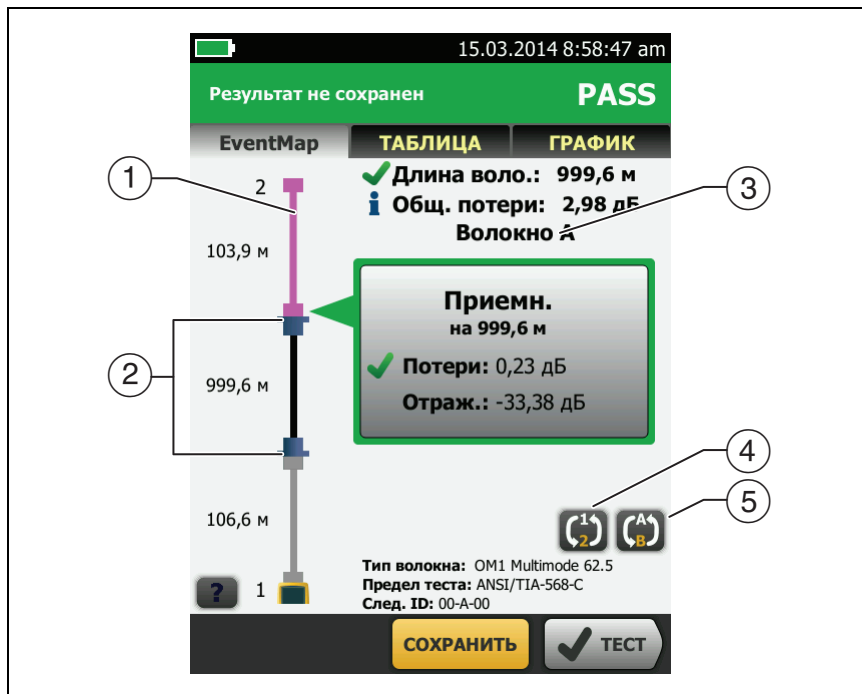 15.03.2014 8:58:47 am
Результат не сохранен PASS
EventMap ТАБЛИЦА ГРАФИК
1
2
Длина воло.: 999,6 м
3
i Общ. потери: 2,98 дБ
Волокно A
103,9 м
Приемн.
на 999,6 м
2
999,6 м
Потери: 0,23 дБ
Отраж.: -33,38 дБ
4
5
106,6 м
1 2
A B
Тип волокна: OM1 Multimode 62.5
Предел теста: ANSI/TIA-568-C
След. ID: 00-A-00
? 1
СОХРАНИТЬ ТЕСТ